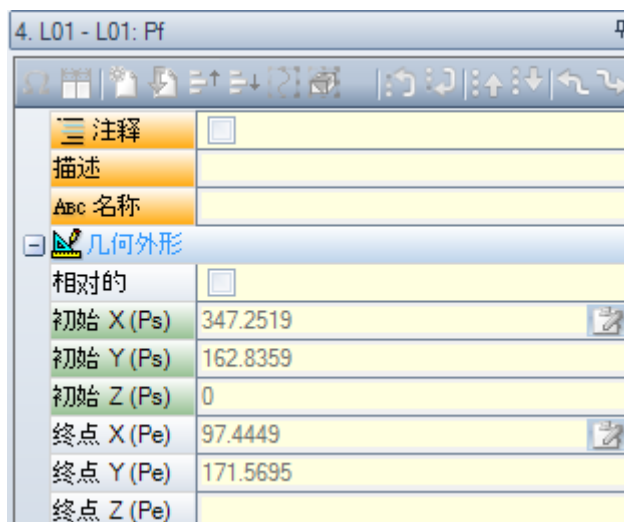 4. L01 - L01: Pf
注释
描述
ABC 名称
几何外形
相对的
初始 X (Ps) 347.2519
初始 Y (Ps) 162.8359
初始 Z (Ps) 0
终点 X (Pe) 97.4449
终点 Y (Pe) 171.5695
终点 Z (Pe)